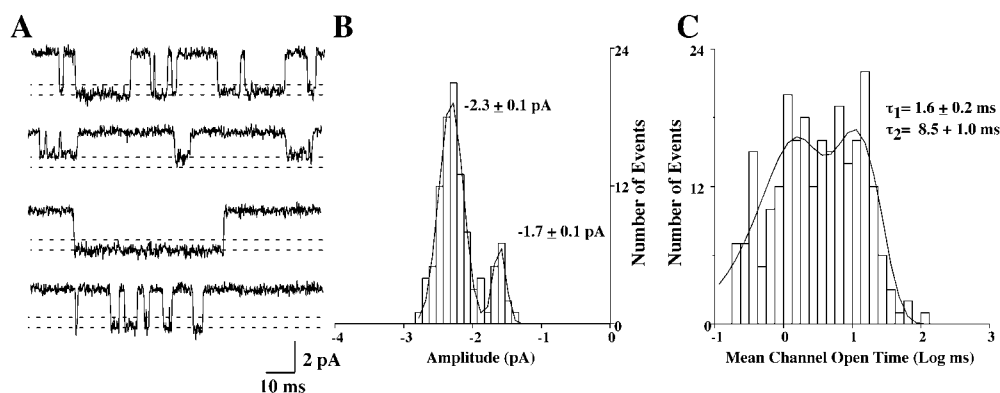 A
2 pA
10 ms
B
24
12
0
Number of Events
-2.3 ± 0.1 pA
-1.7 ± 0.1 pA
-4
-3
-2
-1
0
Amplitude (pA)
C
24
12
0
Number of Events
τ1= 1.6 ± 0.2 ms
τ2= 8.5 + 1.0 ms
-1
0
1
2
Mean Channel Open Time (Log ms)